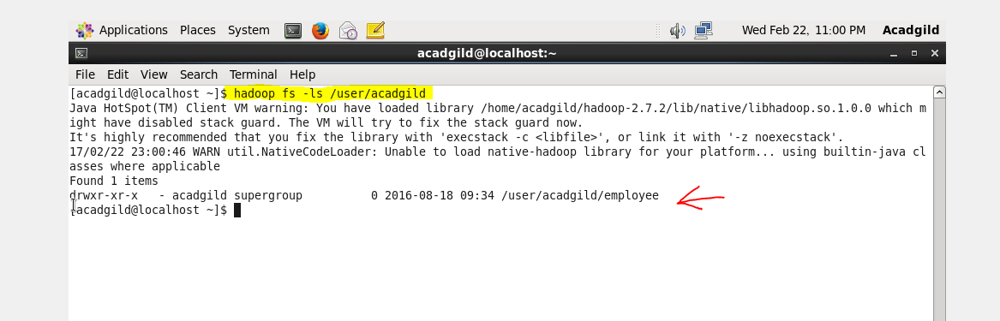 Applications Places System Wed Feb 22, 11:00 PM Acadgild
acadgild@localhost:~
File Edit View Search Terminal Help
[acadgild@localhost ~]$ hadoop fs -ls /user/acadgild
Java HotSpot(TM) Client VM warning: You have loaded library /home/acadgild/hadoop-2.7.2/lib/native/libhadoop.so.1.0.0 which m
ight have disabled stack guard. The VM will try to fix the stack guard now.
It's highly recommended that you fix the library with 'execstack -c <libfile>', or link it with '-z noexecstack'.
17/02/22 23:00:46 WARN util.NativeCodeLoader: Unable to load native-hadoop library for your platform... using builtin-java cl
asses where applicable
Found 1 items
drwxr-xr-x   - acadgild supergroup          0 2016-08-18 09:34 /user/acadgild/employee
[acadgild@localhost ~]$